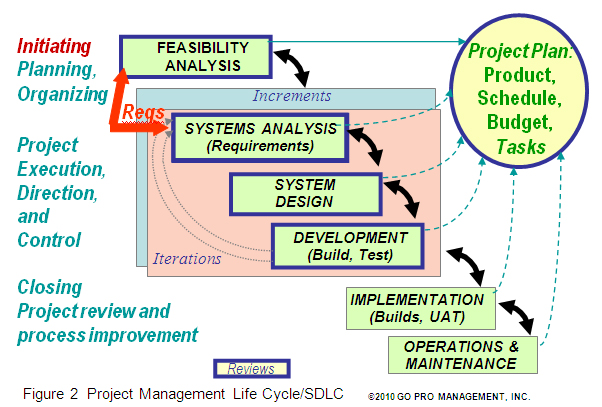 Initiating
Planning,
Organizing
Project
Execution,
Direction,
and
Control
Closing
Project review and
process improvement
FEASIBILITY
ANALYSIS
Reqs
Increments
SYSTEMS ANALYSIS
(Requirements)
SYSTEM
DESIGN
DEVELOPMENT
(Build, Test)
Iterations
IMPLEMENTATION
(Builds, UAT)
OPERATIONS &
MAINTENANCE
Project Plan:
Product,
Schedule,
Budget,
Tasks
Reviews
Figure 2 Project Management Life Cycle/SDLC
©2010 GO PRO MANAGEMENT, INC.